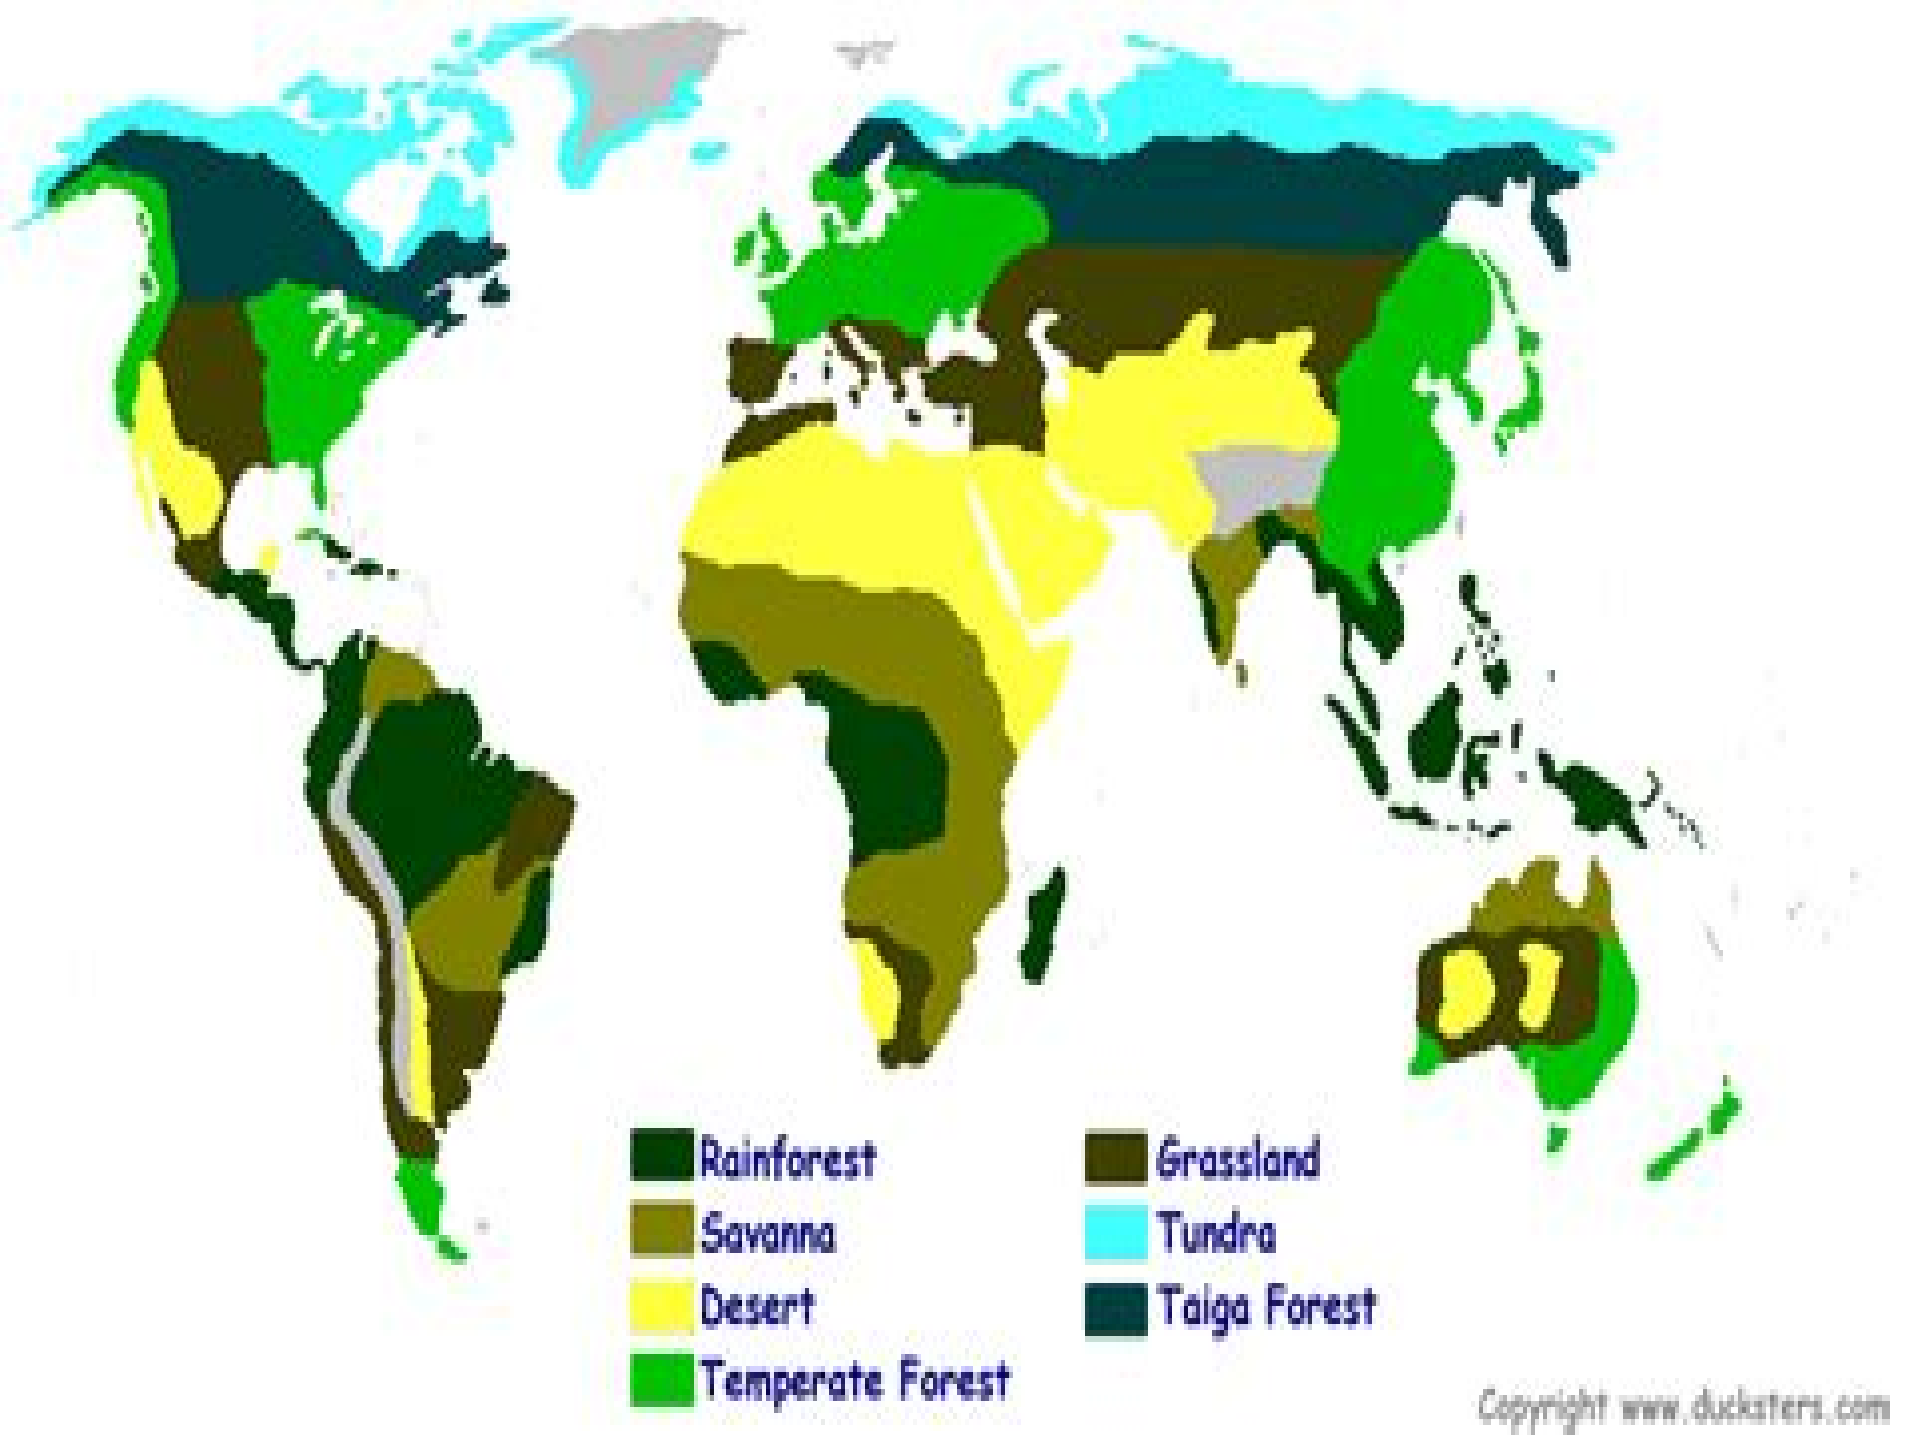 Rainforest
Savanna
Desert
Temperate Forest
Grassland
Tundra
Taiga Forest
Copyright www.ducksters.com